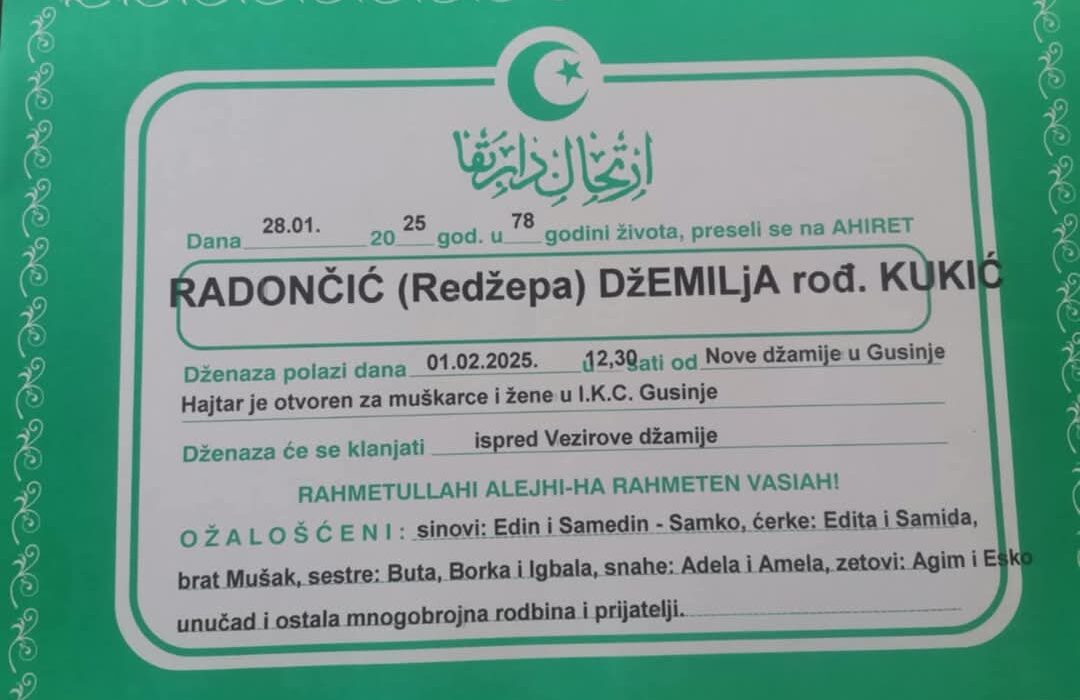 ارتحال دار بقا
Dana 28.01. 2025 god. u 78 godini života, preseli se na AHIRET
RADONČIĆ (Redžepa) DžEMILjA rođ. KUKIĆ
Dženaza polazi dana 01.02.2025. u 12,30 sati od Nove džamije u Gusinje
Hajtar je otvoren za muškarce i žene u I.K.C. Gusinje
Dženaza će se klanjati ispred Vezirove džamije
RAHMETULLAHI ALEJHI-HA RAHMETEN VASIAH!
OŽALOŠĆENI: sinovi: Edin i Samedin - Samko, ćerke: Edita i Samida,
brat Mušak, sestre: Buta, Borka i Igbala, snahe: Adela i Amela, zetovi: Agim i Esko
unučad i ostala mnogobrojna rodbina i prijatelji.